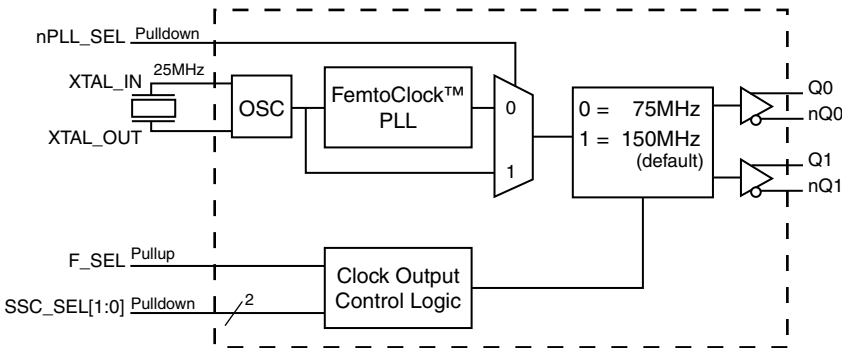 nPLL_SEL Pulldown
25MHz
XTAL_IN
XTAL_OUT
OSC
FemtoClock™
PLL
0
1
0 = 75MHz
1 = 150MHz
(default)
Q0
nQ0
Q1
nQ1
F_SEL Pullup
SSC_SEL[1:0] Pulldown
2
Clock Output
Control Logic